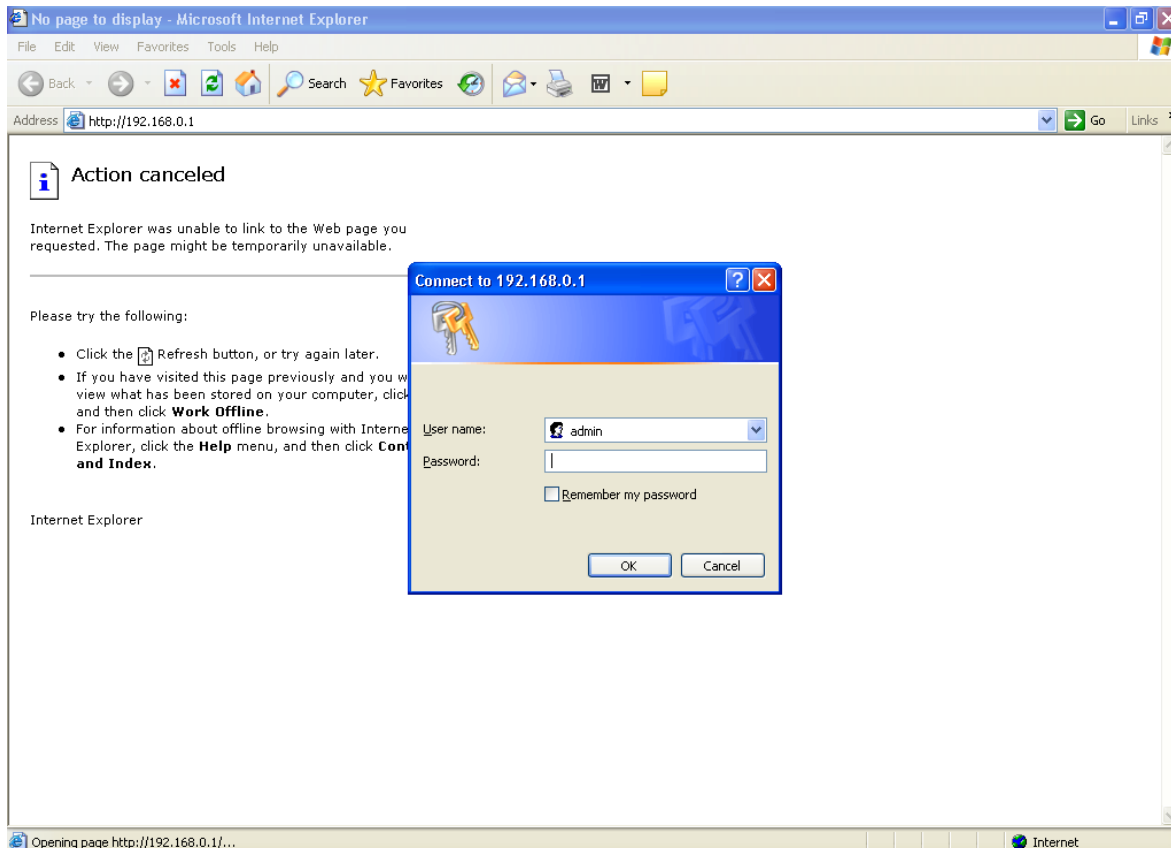 No page to display - Microsoft Internet Explorer
File Edit View Favorites Tools Help
Back Search Favorites
Address http://192.168.0.1 Go Links
Action canceled
Internet Explorer was unable to link to the Web page you
requested. The page might be temporarily unavailable.
Please try the following:
Click the Refresh button, or try again later.
If you have visited this page previously and you w
view what has been stored on your computer, click
and then click Work Offline.
For information about offline browsing with Interne
Explorer, click the Help menu, and then click Cont
and Index.
Internet Explorer
Connect to 192.168.0.1
User name: admin
Password:
Remember my password
OK Cancel
Opening page http://192.168.0.1/... Internet